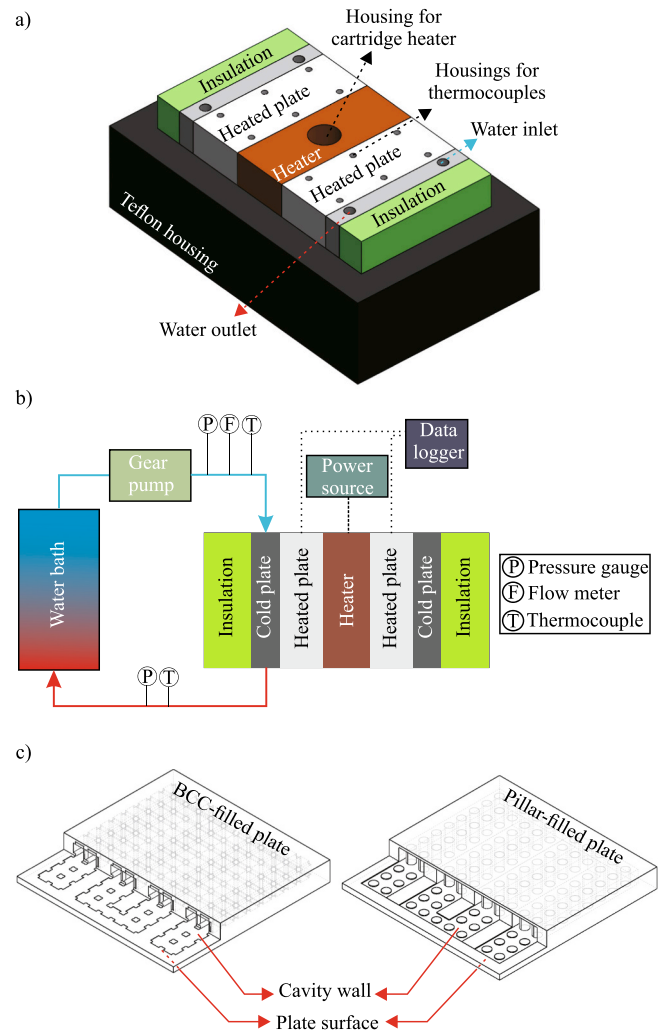 a)
Housing for
cartridge heater
Housings for
thermocouples
Water inlet
Insulation
Heated plate
Heater
Heated plate
Insulation
Teflon housing
Water outlet
b)
P F T
Gear
pump
Power
source
Data
logger
Water bath
Insulation
Cold plate
Heated plate
Heater
Heated plate
Cold plate
Insulation
P Pressure gauge
F Flow meter
T Thermocouple
P T
c)
BCC-filled plate
Pillar-filled plate
Cavity wall
Plate surface